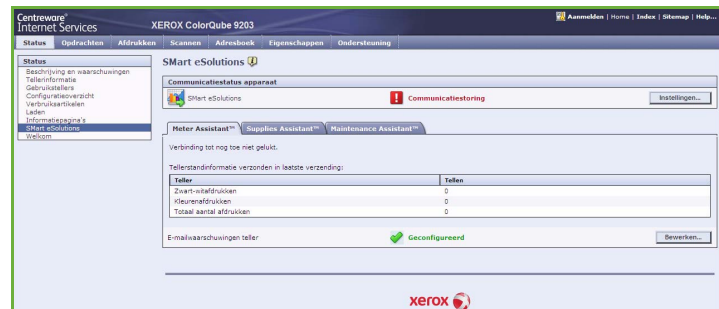 Centreware®
Internet Services
XEROX ColorQube 9203
Aanmelden | Home | Index | Sitemap | Help...
Status Opdrachten Afdrukken Scannen Adresboek Eigenschappen Ondersteuning
Status
Beschrijving en waarschuwingen
Tellerinformatie
Gebruikstellers
Configuratieoverzicht
Verbruiksartikelen
Laden
Informatiepagina's
SMart eSolutions
Welkom
SMart eSolutions
Communicatiestatus apparaat
SMart eSolutions Communicatiestoring Instellingen...
Meter Assistant™ Supplies Assistant™ Maintenance Assistant™
Verbinding tot nog toe niet gelukt.
Tellerstandinformatie verzonden in laatste verzending:
Teller Tellen
Zwart-witafdrukken 0
Kleurenafdrukken 0
Totaal aantal afdrukken 0
E-mailwaarschuwingen teller Geconfigureerd Bewerken...
xerox